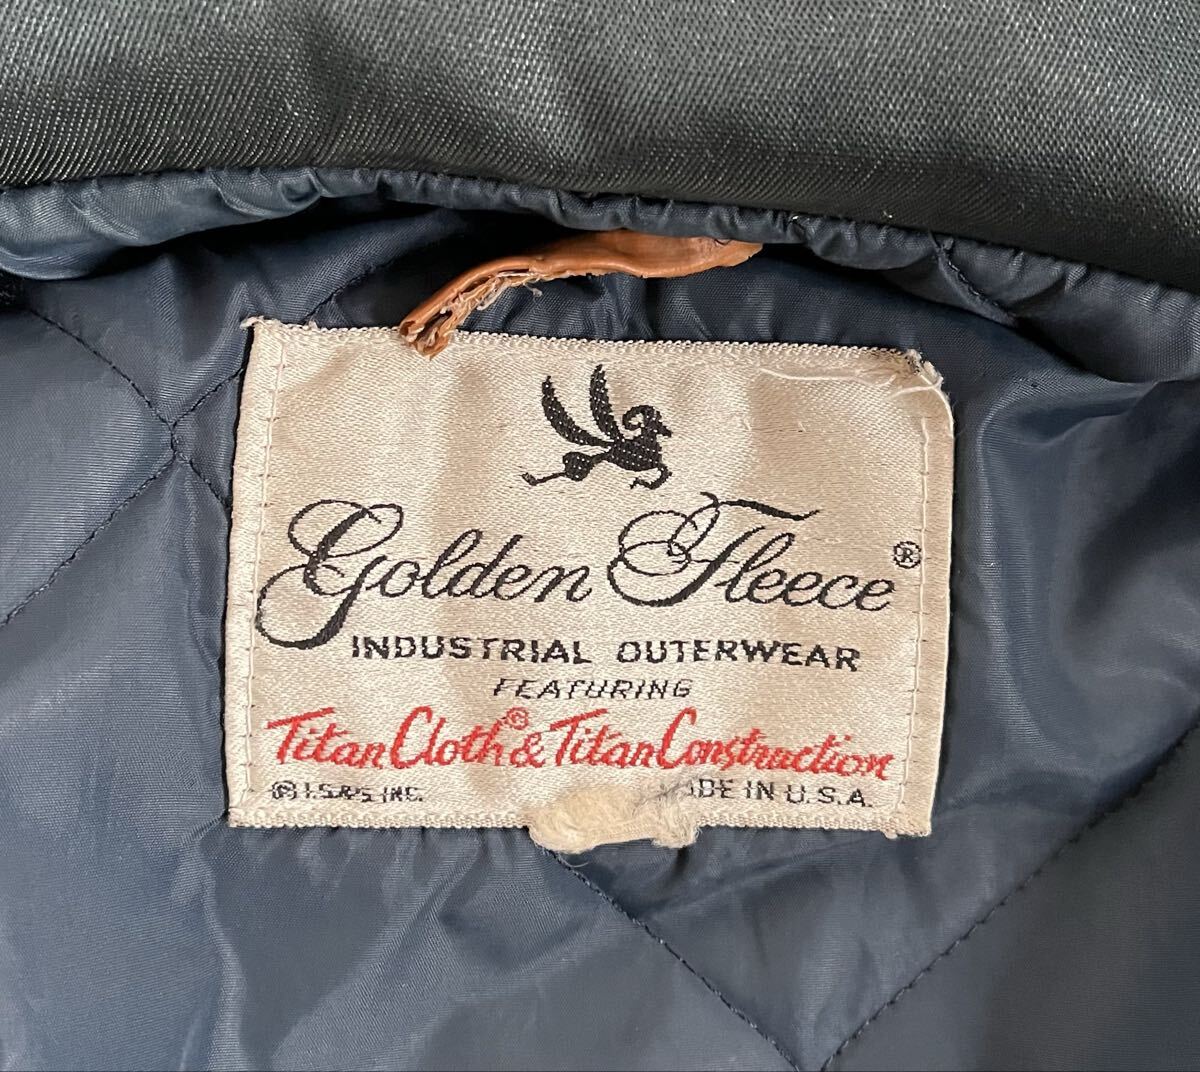 Golden Fleece ®
INDUSTRIAL OUTERWEAR
FEATURING
Titan Cloth® & Titan Construction
® I.S.&S. INC. MADE IN U.S.A.